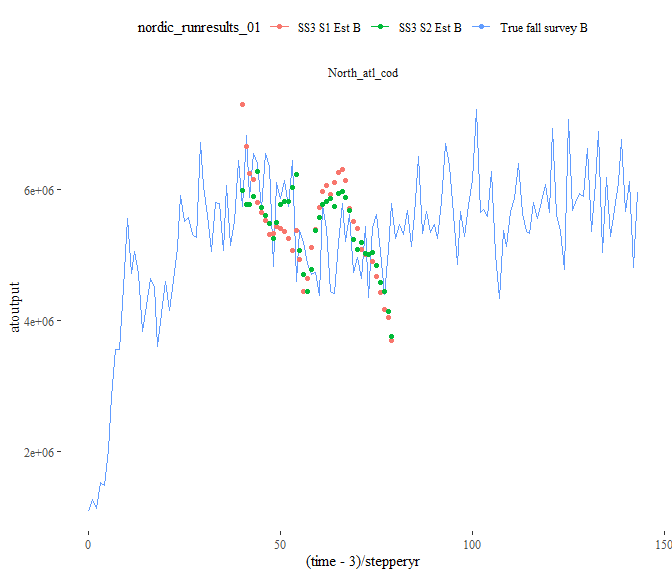 nordic_runresults_01 SS3 S1 Est B SS3 S2 Est B True fall survey B
North_atl_cod
6e+06
4e+06
2e+06
atoutput
0 50 100 150
(time - 3)/stepperyr